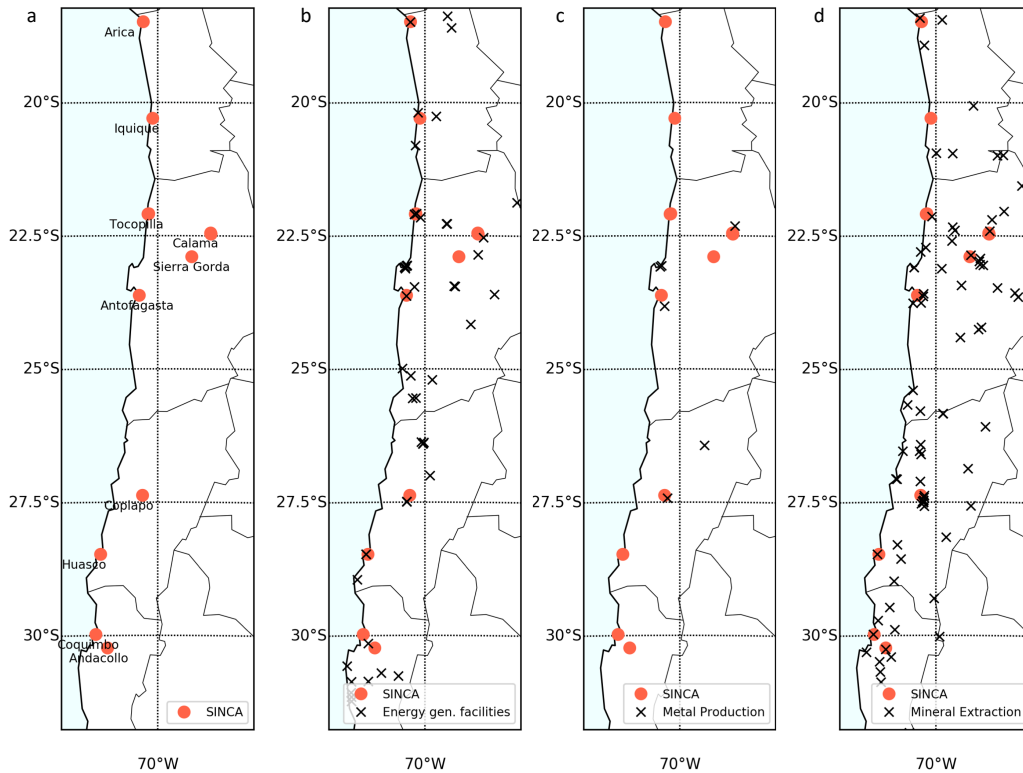 a
b
c
d
Arica
20°S
20°S
20°S
20°S
Iquique
Tocopilla
22.5°S
22.5°S
22.5°S
22.5°S
Calama
Sierra Gorda
Antofagasta
25°S
25°S
25°S
25°S
27.5°S
27.5°S
27.5°S
27.5°S
Copiapo
Huasco
30°S
30°S
30°S
30°S
Coquimbo
Andacollo
SINCA
SINCA
Energy gen. facilities
SINCA
Metal Production
SINCA
Mineral Extraction
70°W
70°W
70°W
70°W